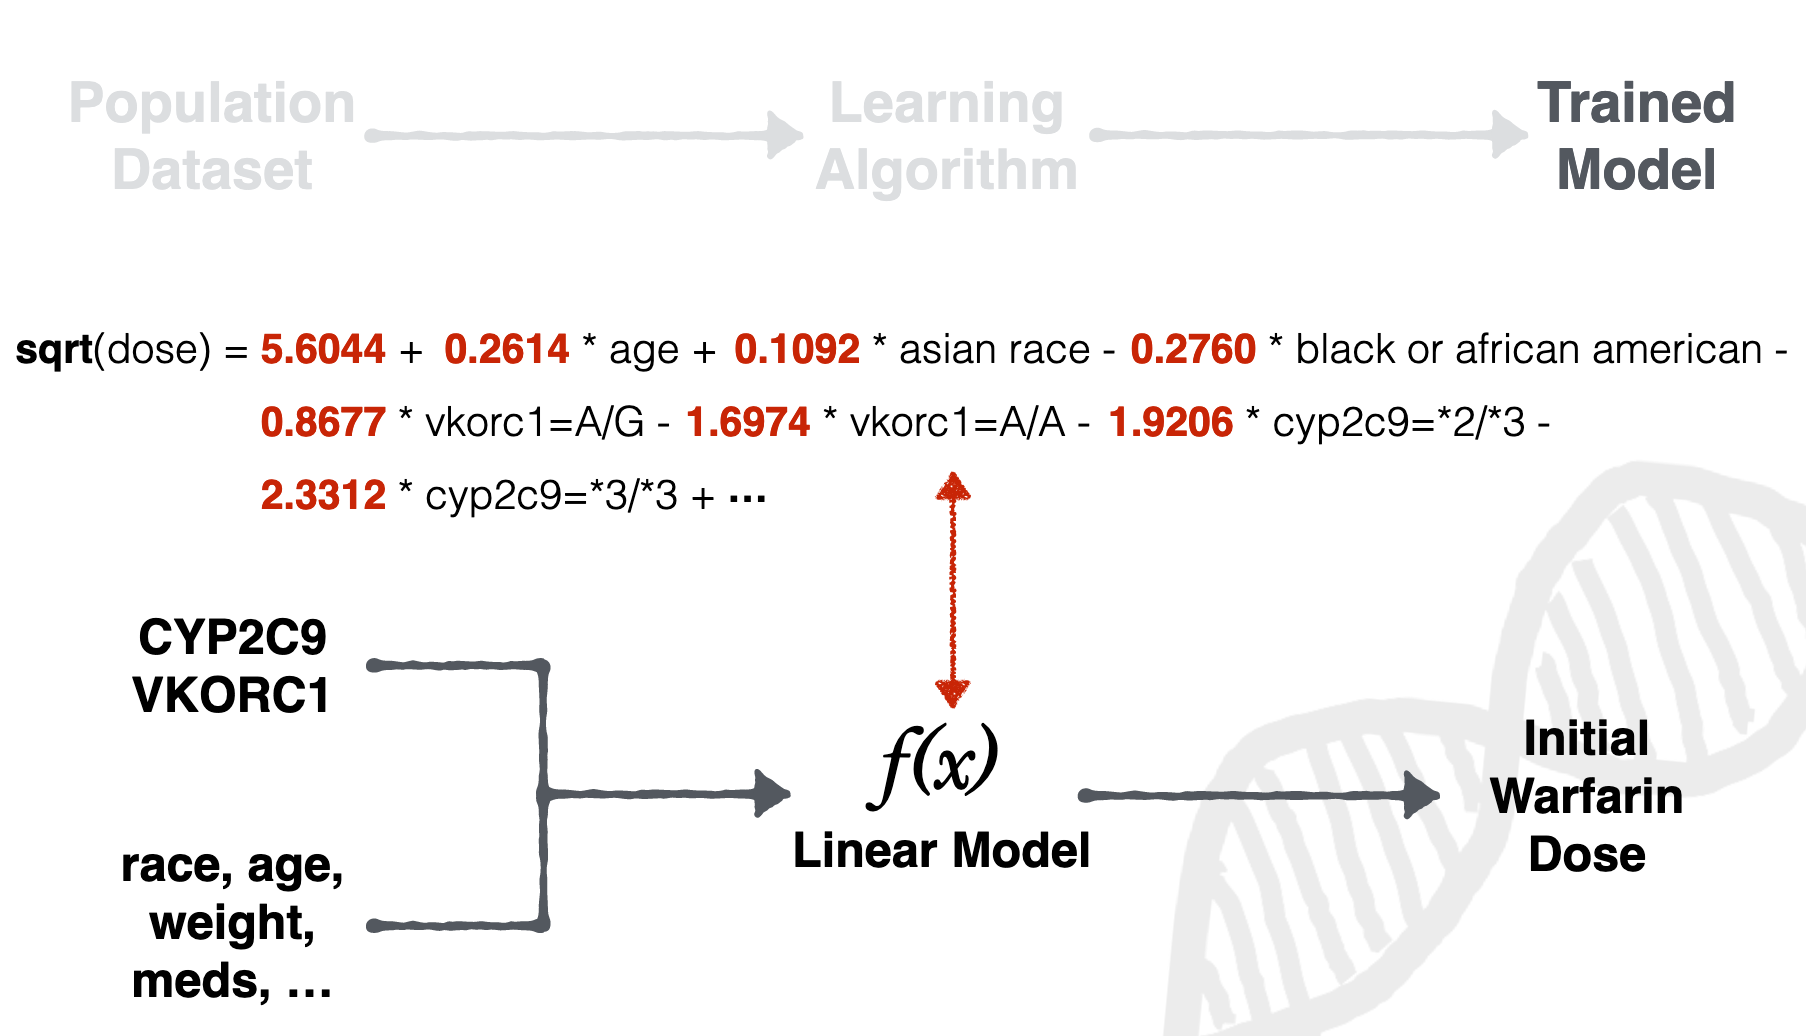 Population
Dataset
Learning
Algorithm
Trained
Model
sqrt(dose) = 5.6044 + 0.2614 * age + 0.1092 * asian race - 0.2760 * black or african american -
0.8677 * vkorc1=A/G - 1.6974 * vkorc1=A/A - 1.9206 * cyp2c9=*2/*3 -
2.3312 * cyp2c9=*3/*3 + ...
CYP2C9
VKORC1
race, age,
weight,
meds, ...
f(x)
Linear Model
Initial
Warfarin
Dose